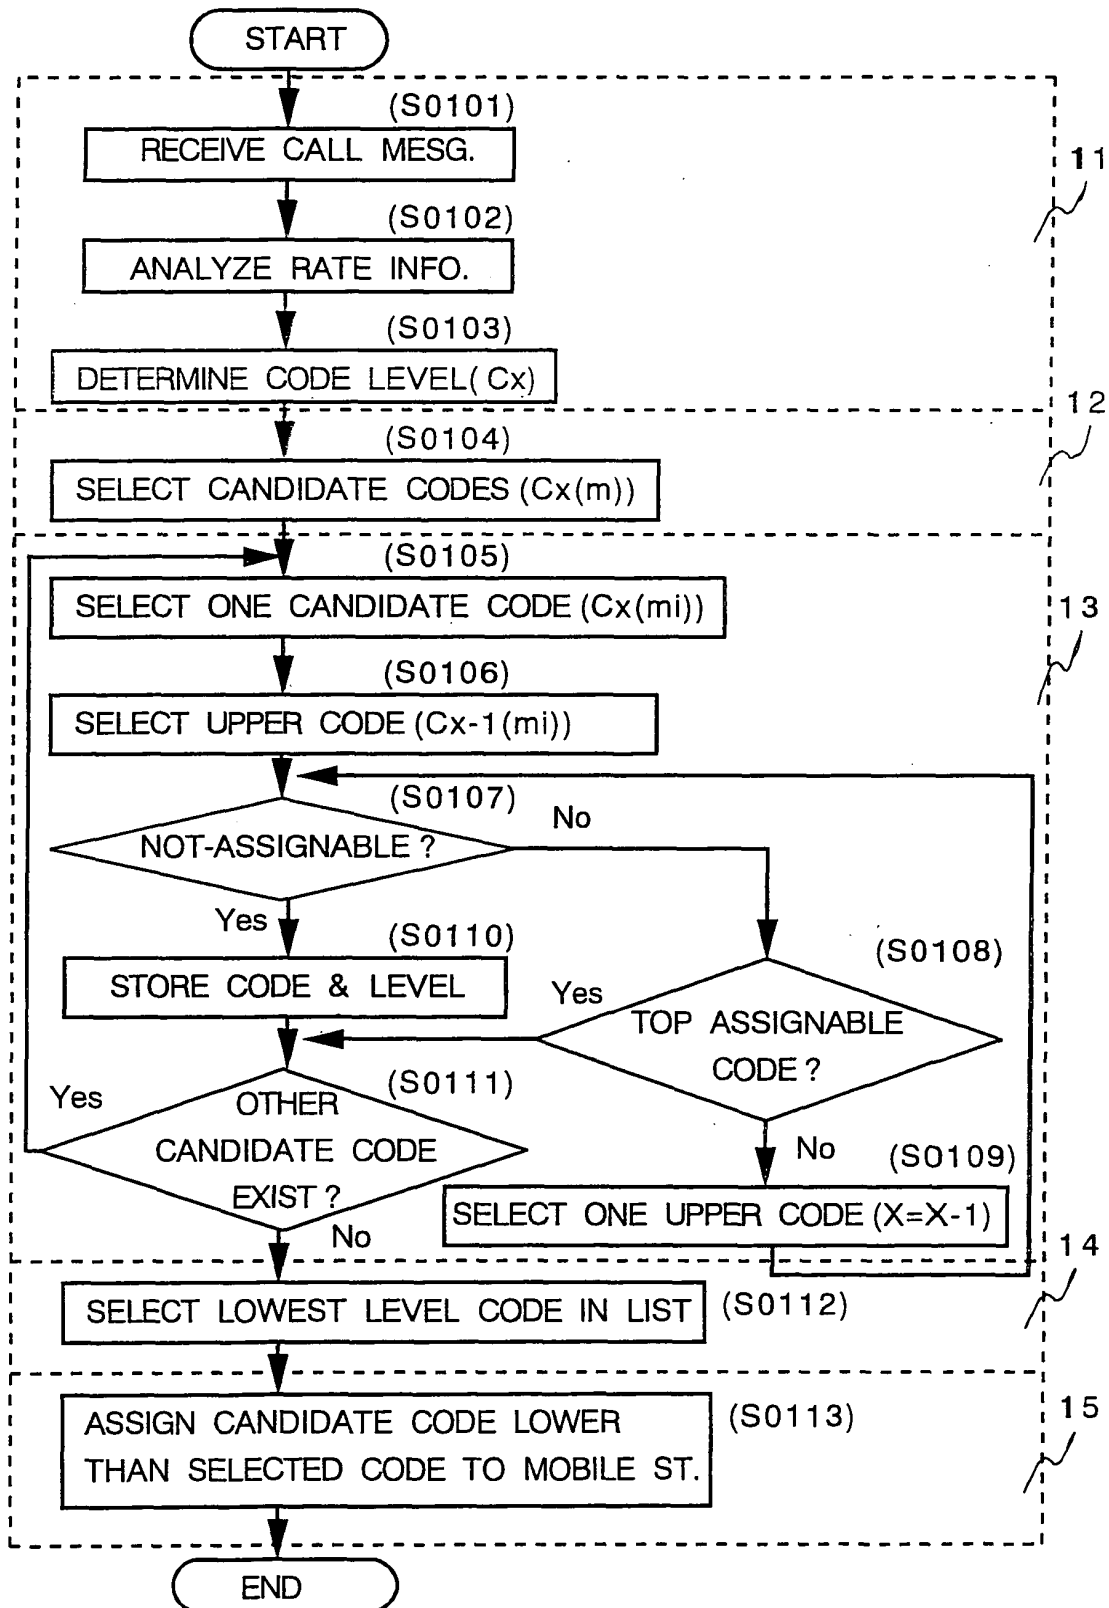 START
(S0101)
RECEIVE CALL MESG.
11
(S0102)
ANALYZE RATE INFO.
(S0103)
DETERMINE CODE LEVEL(Cx)
12
(S0104)
SELECT CANDIDATE CODES (Cx(m))
(S0105)
SELECT ONE CANDIDATE CODE (Cx(mi))
13
(S0106)
SELECT UPPER CODE (Cx-1(mi))
(S0107)
No
NOT-ASSIGNABLE ?
Yes
(S0110)
STORE CODE & LEVEL
(S0108)
Yes
TOP ASSIGNABLE
CODE ?
(S0111)
Yes
OTHER
CANDIDATE CODE
EXIST ?
No
No
(S0109)
SELECT ONE UPPER CODE (X=X-1)
14
SELECT LOWEST LEVEL CODE IN LIST
(S0112)
ASSIGN CANDIDATE CODE LOWER
THAN SELECTED CODE TO MOBILE ST.
(S0113)
15
END